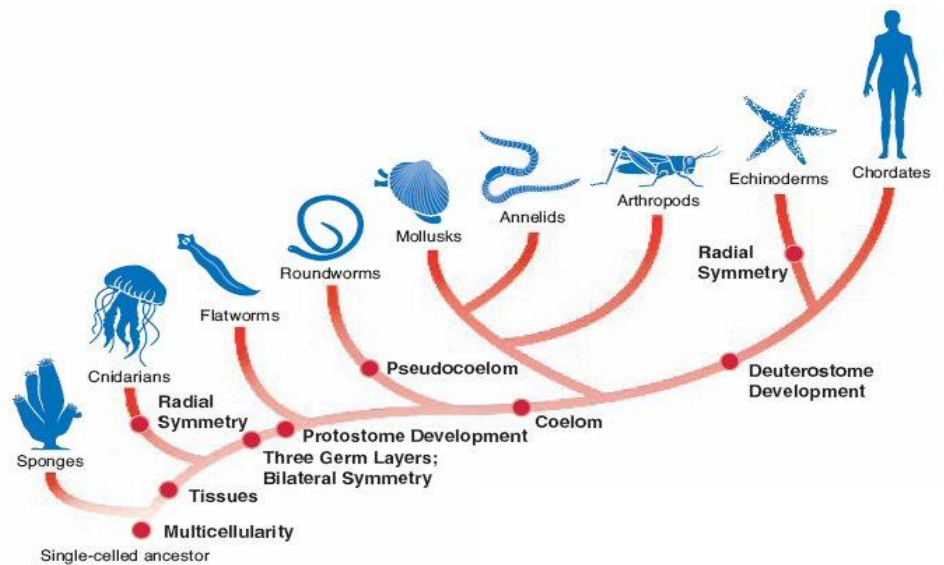 Chordates
Echinoderms
Arthropods
Annelids
Mollusks
Roundworms
Flatworms
Cnidarians
Sponges
Radial
Symmetry
Radial
Symmetry
Pseudocoelom
Deuterostome
Development
Coelom
Protostome Development
Three Germ Layers;
Bilateral Symmetry
Tissues
Multicellularity
Single-celled ancestor